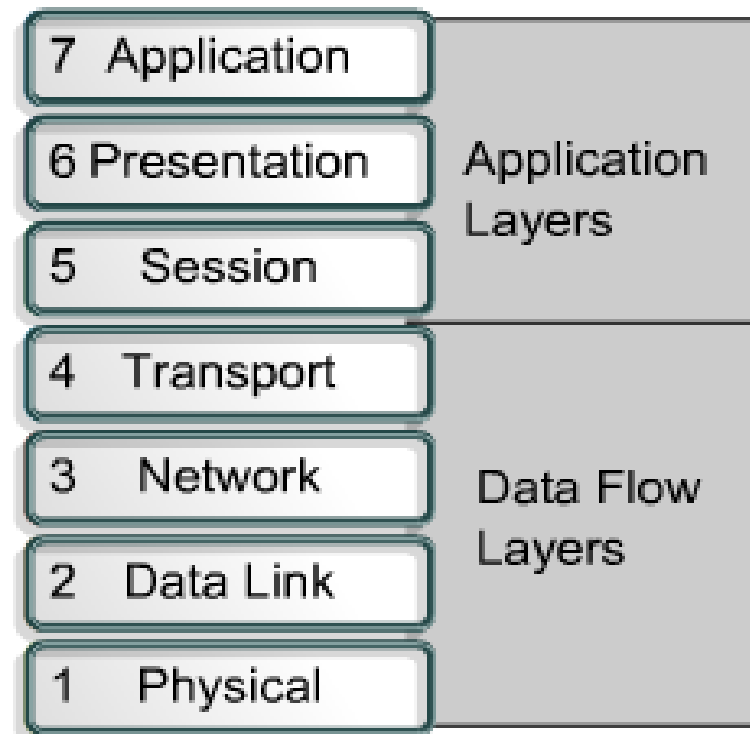 7 Application
6 Presentation
5 Session
4 Transport
3 Network
2 Data Link
1 Physical
Application
Layers
Data Flow
Layers